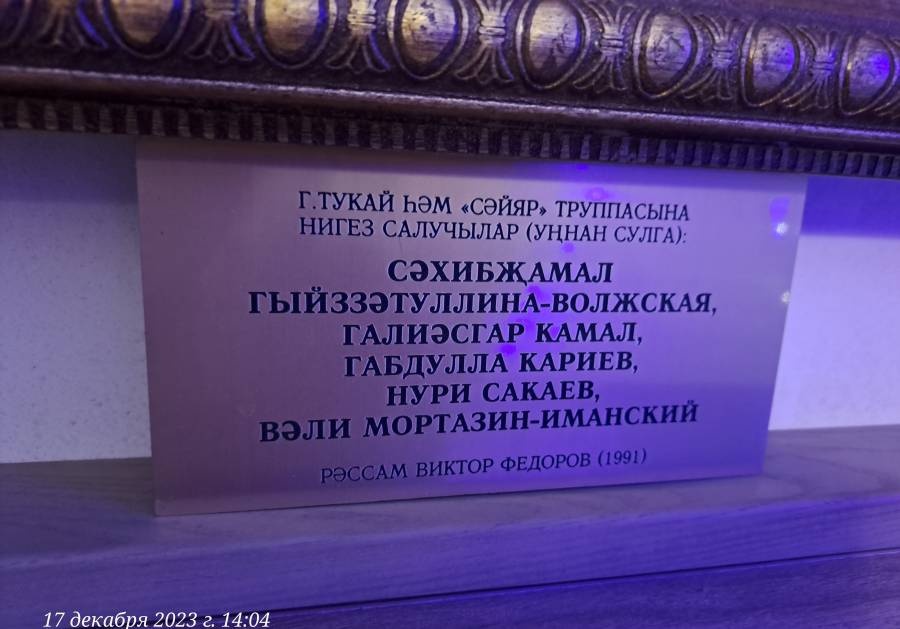 Г.ТУКАЙ ҺӘМ «СӘЙЯР» ТРУППАСЫНА
НИГЕЗ САЛУЧЫЛАР (УҢНАН СУЛГА):
СӘХИБҖАМАЛ
ГЫЙЗЗӘТУЛЛИНА-ВОЛЖСКАЯ,
ГАЛИӘСГАР КАМАЛ,
ГАБДУЛЛА КАРИЕВ,
НУРИ САКАЕВ,
ВӘЛИ МОРТАЗИН-ИМАНСКИЙ
РӘССАМ ВИКТОР ФЕДОРОВ (1991)
17 декабря 2023 г. 14:04